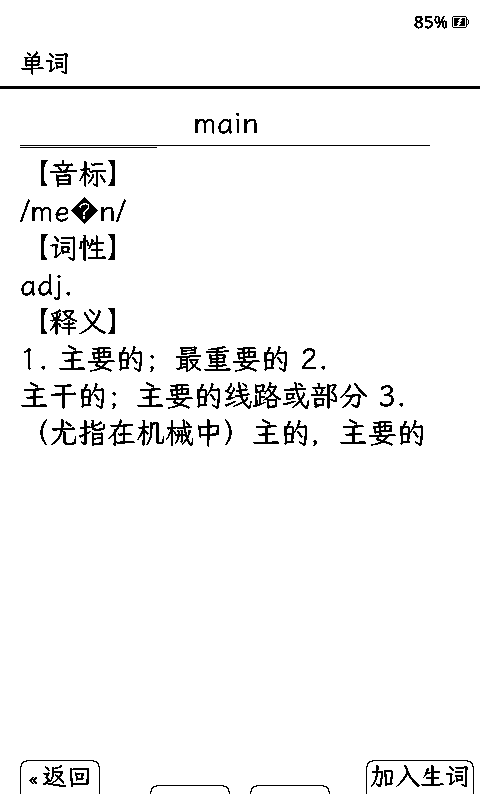 85%
单词
main
【音标】
/me�n/
【词性】
adj.
【释义】
1. 主要的；最重要的 2.
主干的；主要的线路或部分 3.
（尤指在机械中）主的，主要的
«返回
加入生词